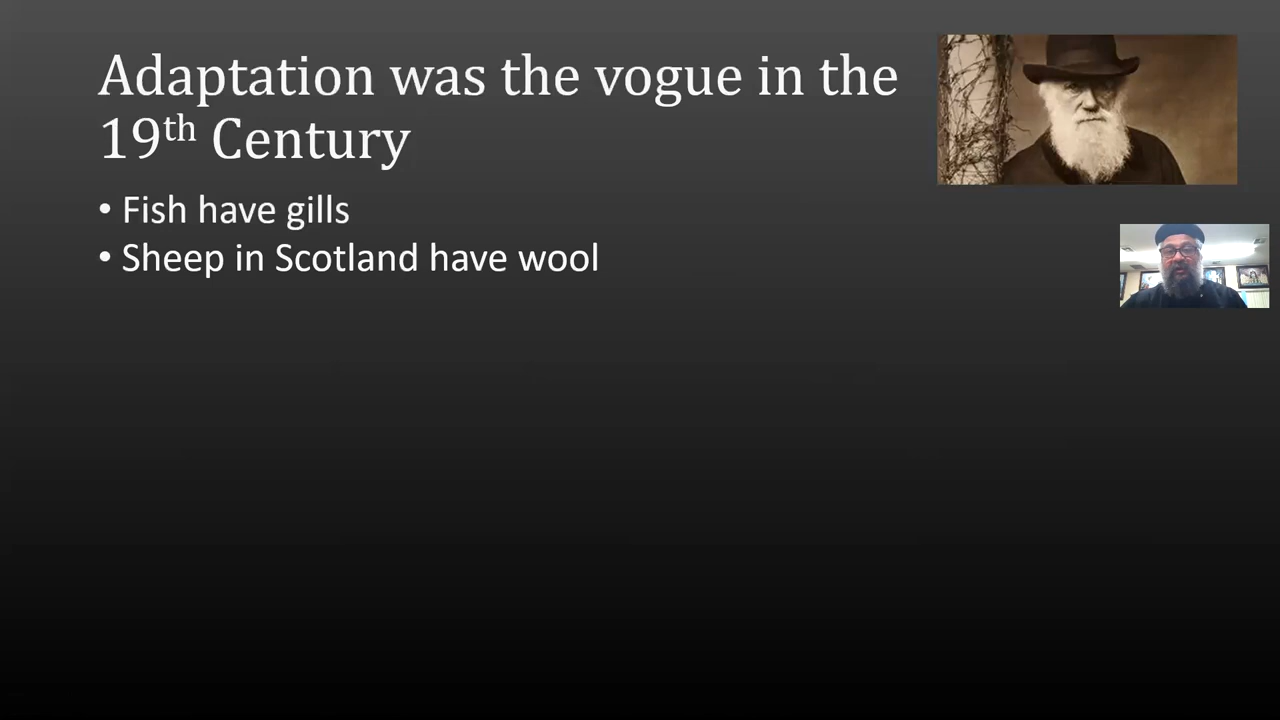 Adaptation was the vogue in the
19th Century
• Fish have gills
• Sheep in Scotland have wool